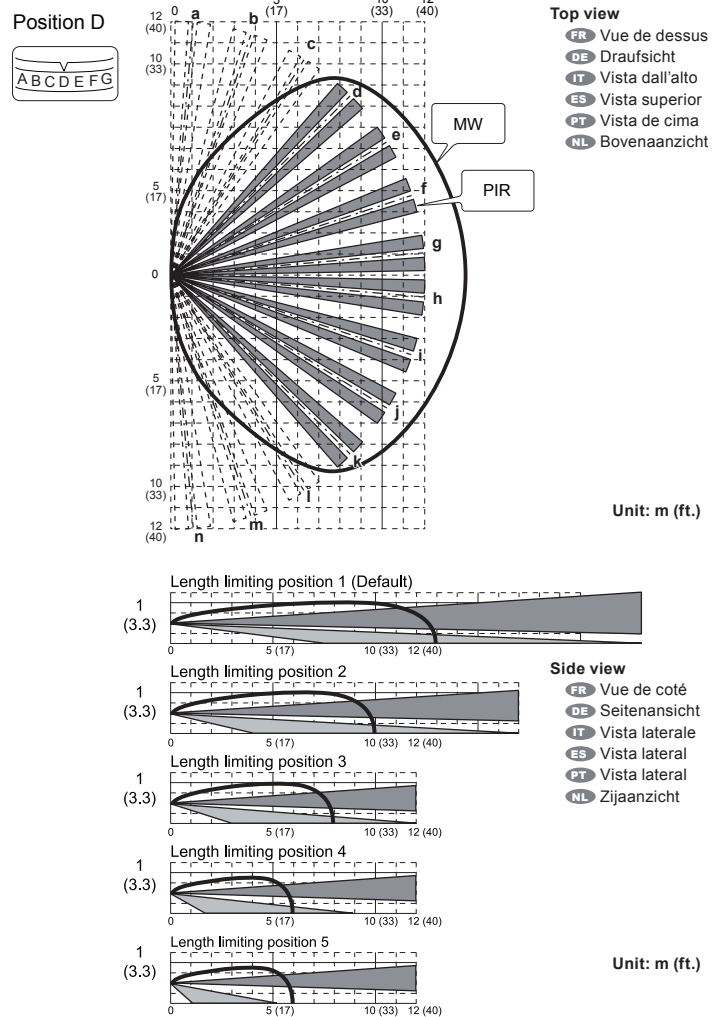 Position D
A B C D E F G
12 (40)
10 (33)
5 (17)
0
5 (17)
10 (33)
12 (40)
0
5 (17)
10 (33)
12 (40)
a
b
c
d
e
f
g
h
i
j
k
l
m
n
MW
PIR
Top view
FR Vue de dessus
DE Draufsicht
IT Vista dall'alto
ES Vista superior
PT Vista de cima
NL Bovenaanzicht
Unit: m (ft.)
Length limiting position 1 (Default)
1 (3.3)
0 5 (17) 10 (33) 12 (40)
Length limiting position 2
1 (3.3)
0 5 (17) 10 (33) 12 (40)
Length limiting position 3
1 (3.3)
0 5 (17) 10 (33) 12 (40)
Length limiting position 4
1 (3.3)
0 5 (17) 10 (33) 12 (40)
Length limiting position 5
1 (3.3)
0 5 (17) 10 (33) 12 (40)
Side view
FR Vue de coté
DE Seitenansicht
IT Vista laterale
ES Vista lateral
PT Vista lateral
NL Zijaanzicht
Unit: m (ft.)